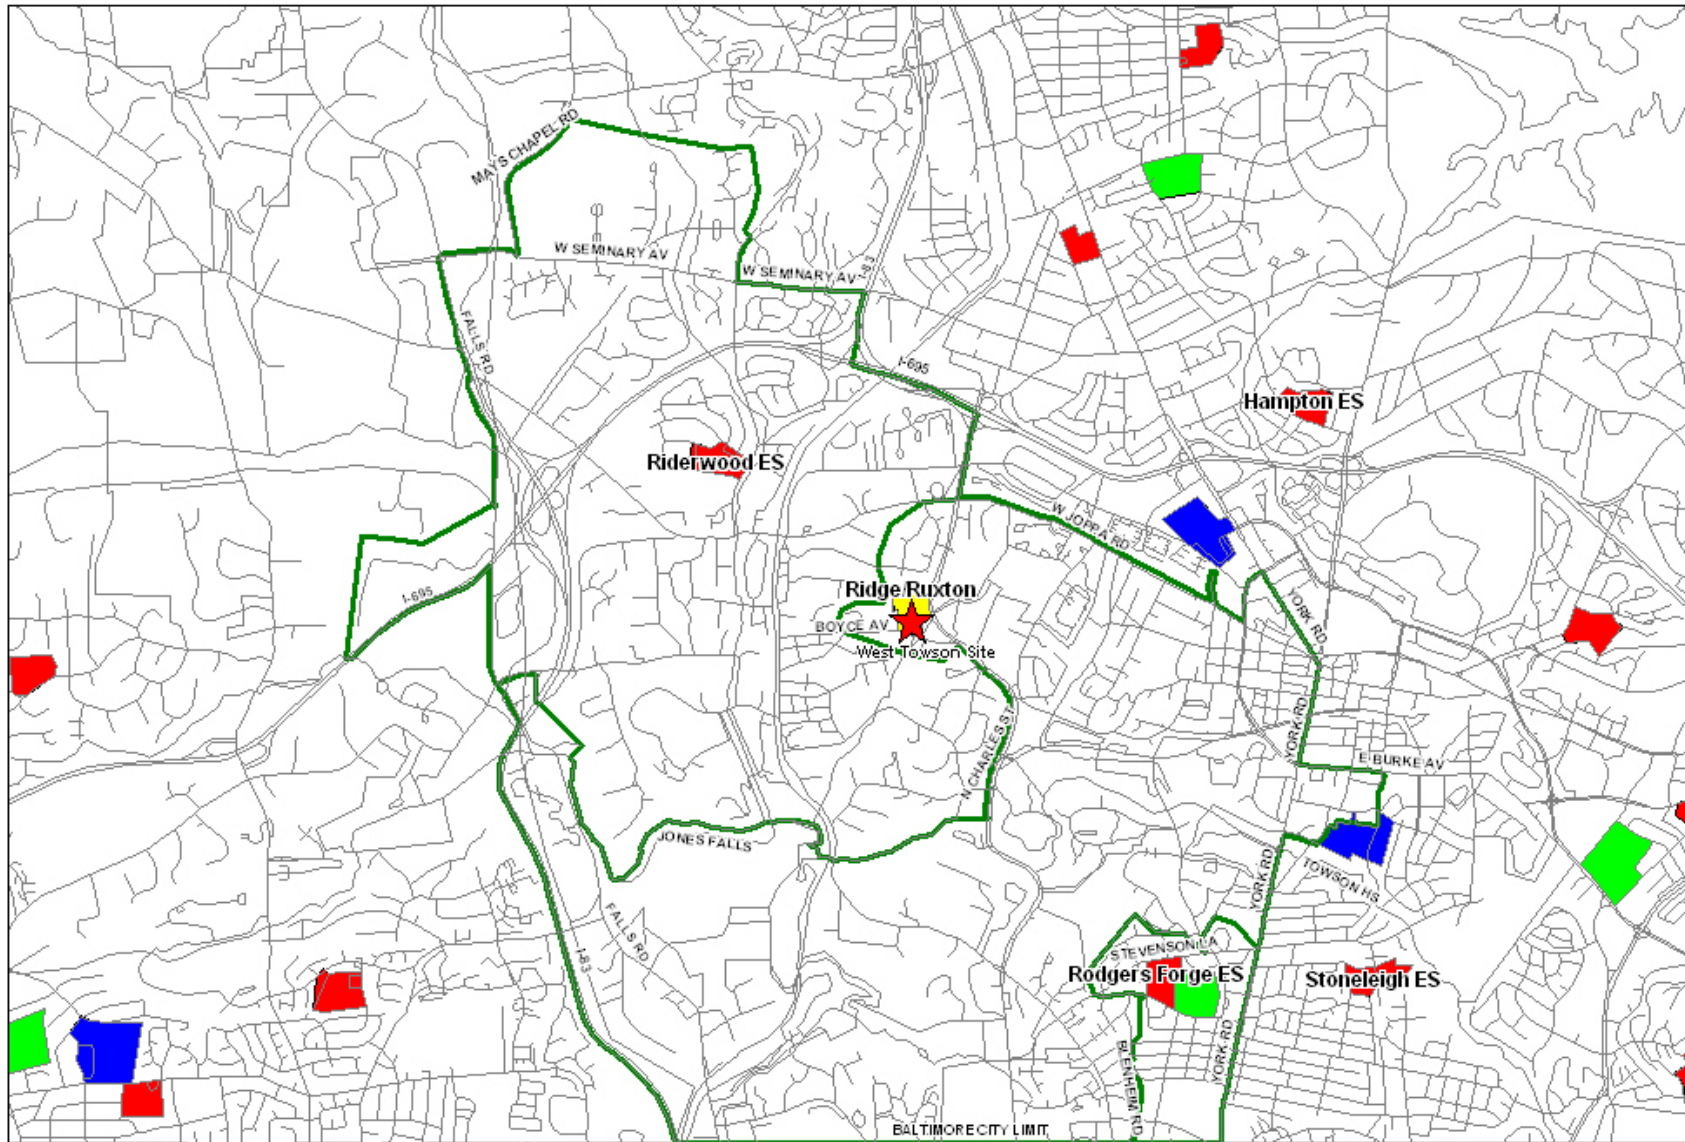 MAYS CHAPEL RD
W SEMINARY AV
W SEMINARY AV
I-83
FALLS RD
I-695
Hampton ES
Riderwood ES
W JOPPA RD
I-695
Ridge Ruxton
YORK RD
BOYCE AV
West Towson Site
N CHARLES ST
YORK RD
E BURKE AV
JONES FALLS
YORK RD
TOWSON HS
FALLS RD
I-83
STEVENSON LA
Rodgers Forge ES
Stoneleigh ES
YORK RD
BLENHEIM RD
BALTIMORE CITY LIMIT